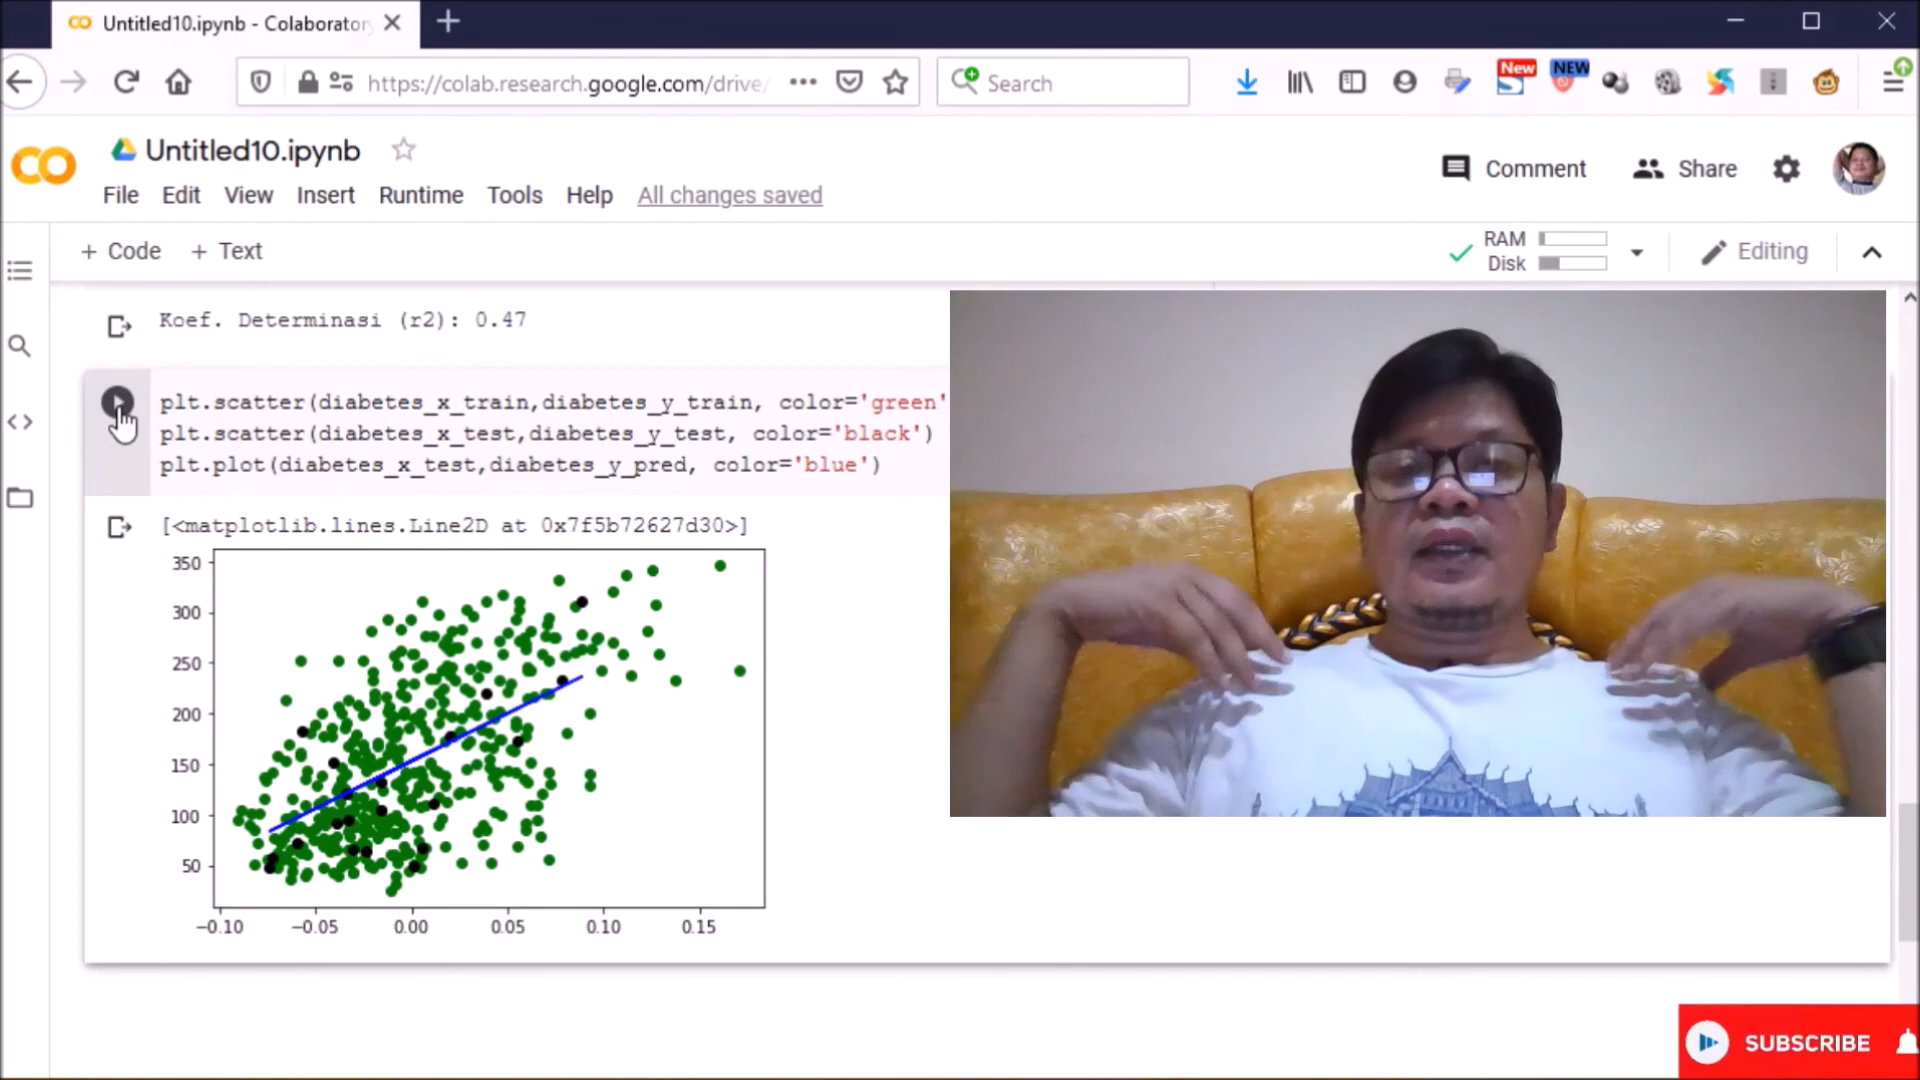 Untitled10.ipynb - Colaboratory
https://colab.research.google.com/drive/
Search
New
NEW
Untitled10.ipynb
Comment
Share
File Edit View Insert Runtime Tools Help All changes saved
+ Code + Text
RAM
Disk
Editing
Koef. Determinasi (r2): 0.47
plt.scatter(diabetes_x_train,diabetes_y_train, color='green'
plt.scatter(diabetes_x_test,diabetes_y_test, color='black')
plt.plot(diabetes_x_test,diabetes_y_pred, color='blue')
[<matplotlib.lines.Line2D at 0x7f5b72627d30>]
350
300
250
200
150
100
50
−0.10 −0.05 0.00 0.05 0.10 0.15
SUBSCRIBE